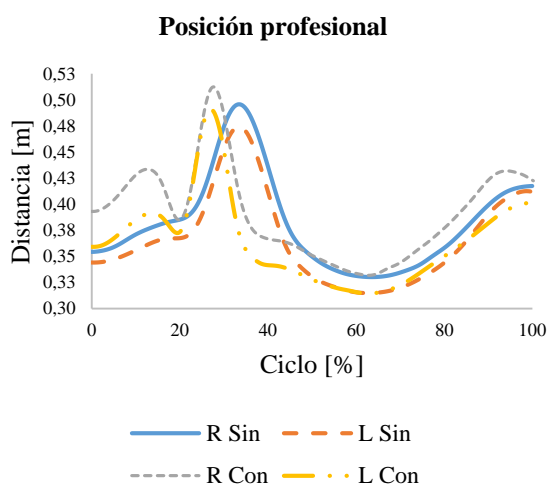 Posición profesional
Distancia [m]
0,53
0,50
0,48
0,45
0,43
0,40
0,38
0,35
0,33
0,30
0
20
40
60
80
100
Ciclo [%]
R Sin
L Sin
R Con
L Con